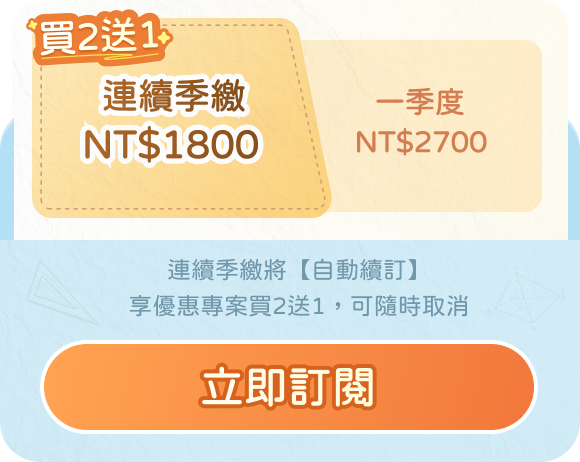 買2送1
連續季繳
NT$1800
一季度
NT$2700
連續季繳將【自動續訂】
享優惠專案買2送1，可隨時取消
立即訂閱